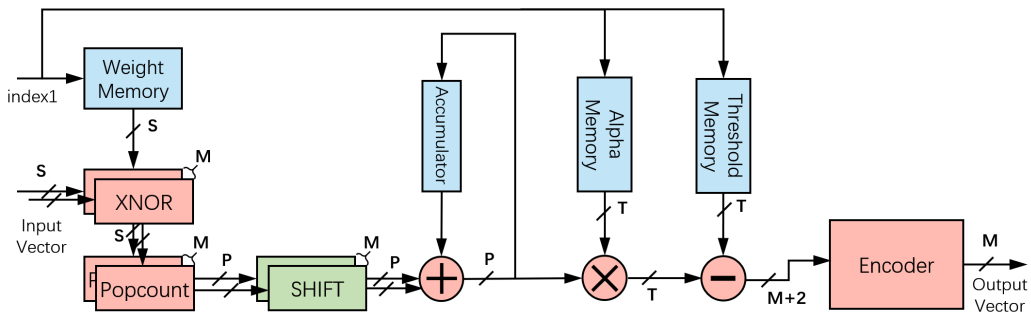 index1
Weight
Memory
S
S
M
XNOR
Input
Vector
S
M
P
Popcount
P
M
SHIFT
P
Accumulator
+
P
Alpha
Memory
T
×
T
Threshold
Memory
T
−
M+2
Encoder
M
Output
Vector